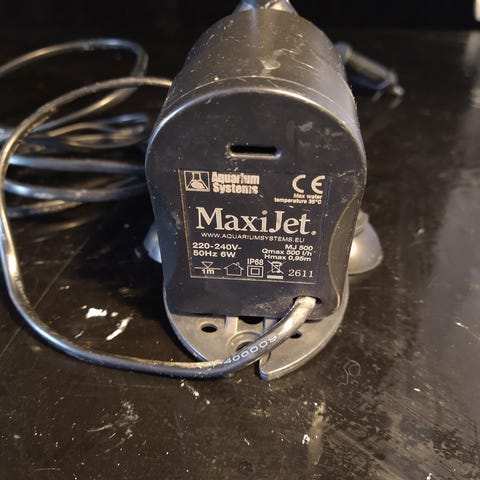 Aquarium
Systems
CE
Max water
temperature 35°C
MaxiJet®
WWW.AQUARIUMSYSTEMS.EU
220-240V~
50Hz 6W
MJ 500
Qmax 500 l/h
Hmax 0,95m
1m
IP68
2611